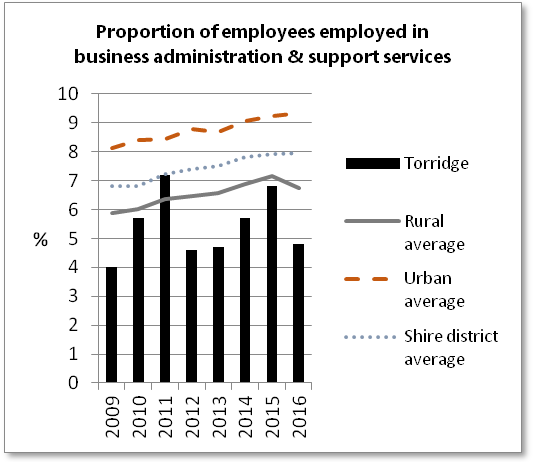 Proportion of employees employed in
business administration & support services
10
9
8
7
6
5
4
3
2
1
0
%
2009
2010
2011
2012
2013
2014
2015
2016
Torridge
Rural
average
Urban
average
Shire district
average